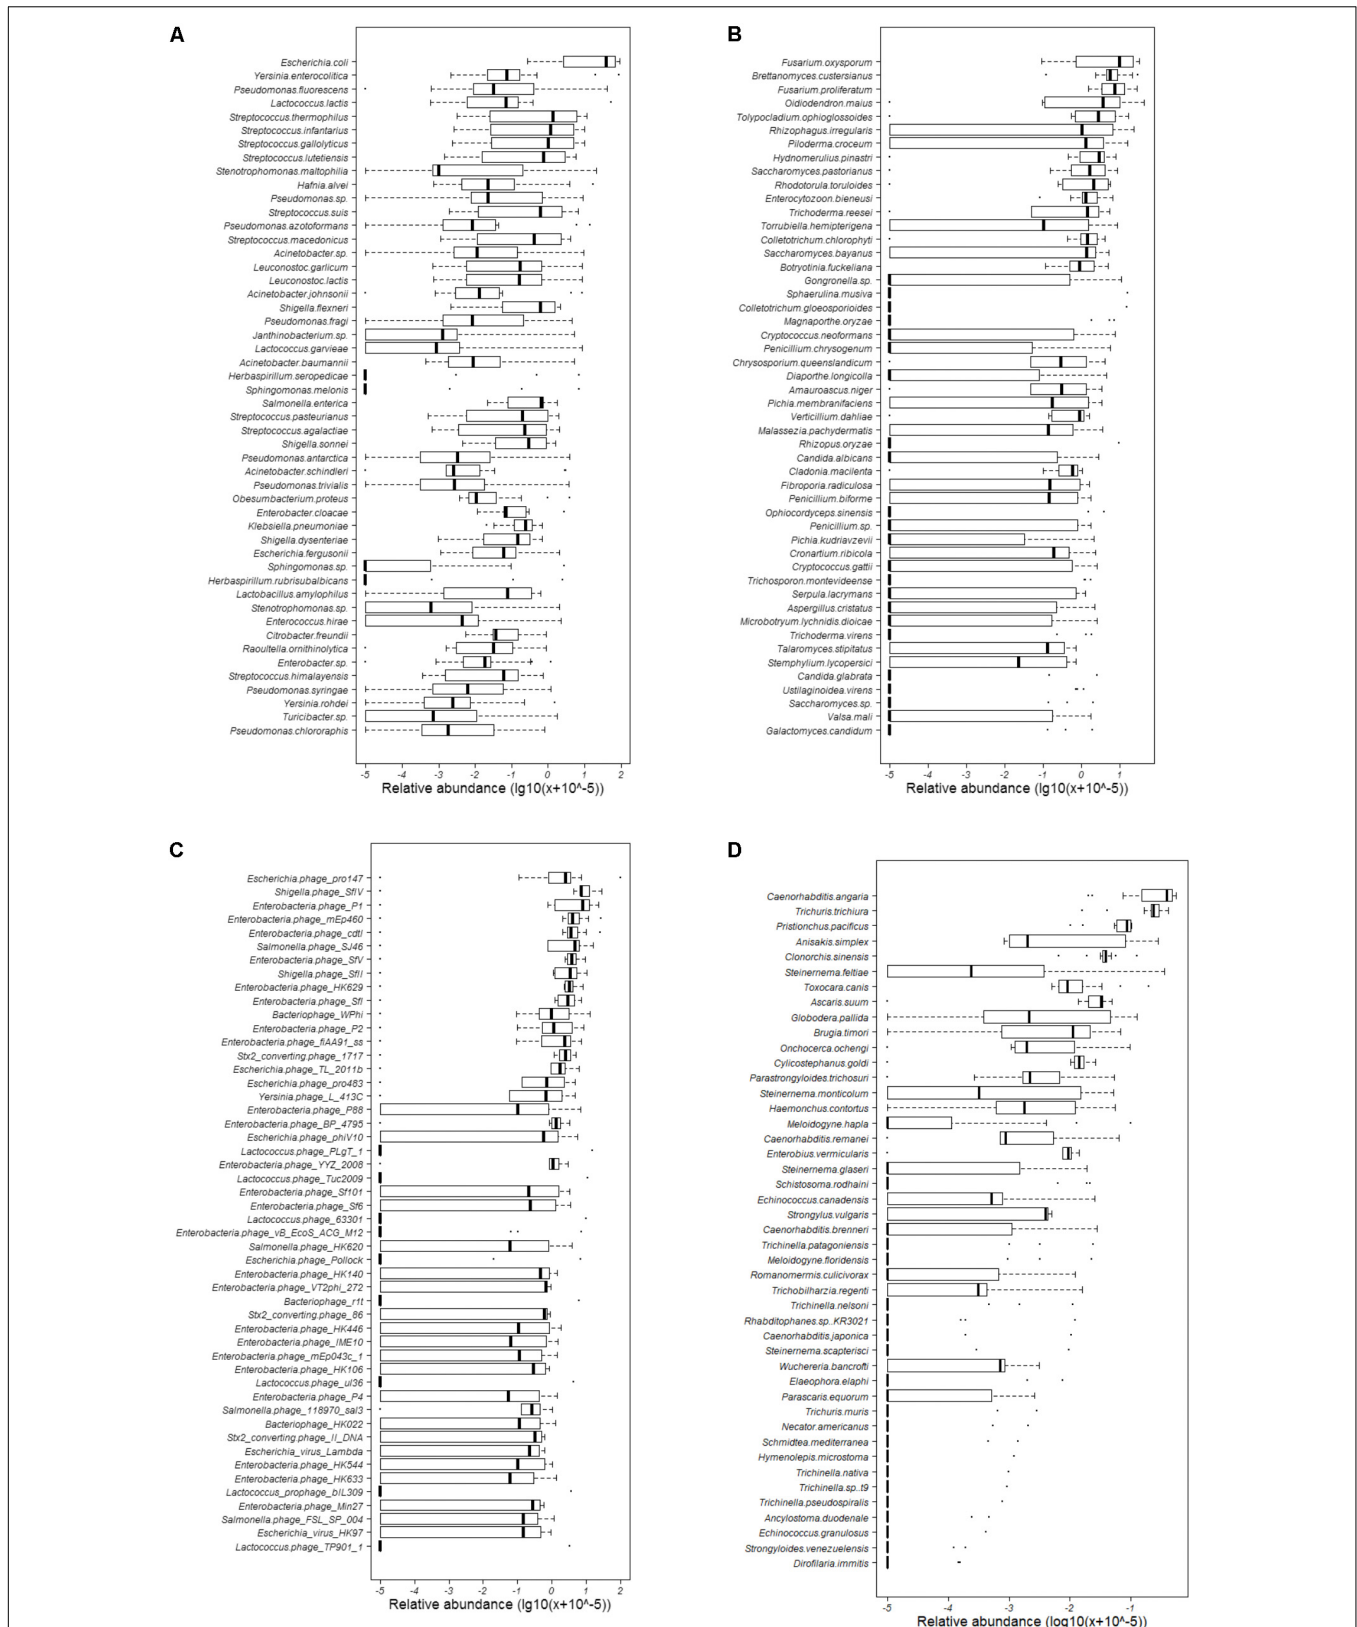 A
Escherichia.coli
Yersinia.enterocolitica
Pseudomonas.fluorescens
Lactococcus.lactis
Streptococcus.thermophilus
Streptococcus.infantarius
Streptococcus.gallolyticus
Streptococcus.lutetiensis
Stenotrophomonas.maltophilia
Hafnia.alvei
Pseudomonas.sp.
Streptococcus.suis
Pseudomonas.azotoformans
Streptococcus.macedonicus
Acinetobacter.sp.
Leuconostoc.garlicum
Leuconostoc.lactis
Acinetobacter.johnsonii
Shigella.flexneri
Pseudomonas.fragi
Janthinobacterium.sp.
Lactococcus.garvieae
Acinetobacter.baumannii
Herbaspirillum.seropedicae
Sphingomonas.melonis
Salmonella.enterica
Streptococcus.pasteurianus
Streptococcus.agalactiae
Shigella.sonnei
Pseudomonas.antarctica
Acinetobacter.schindleri
Pseudomonas.trivialis
Obesumbacterium.proteus
Enterobacter.cloacae
Klebsiella.pneumoniae
Shigella.dysenteriae
Escherichia.fergusonii
Sphingomonas.sp.
Herbaspirillum.rubrisubalbicans
Lactobacillus.amylophilus
Stenotrophomonas.sp.
Enterococcus.hirae
Citrobacter.freundii
Raoultella.ornithinolytica
Enterobacter.sp.
Streptococcus.himalayensis
Pseudomonas.syringae
Yersinia.rohdei
Turicibacter.sp.
Pseudomonas.chlororaphis
-5 -4 -3 -2 -1 0 1 2
Relative abundance (lg10(x+10^-5))
B
Fusarium.oxysporum
Brettanomyces.custersianus
Fusarium.proliferatum
Oidiodendron.maius
Tolypocladium.ophioglossoides
Rhizophagus.irregularis
Piloderma.croceum
Hydnomerulius.pinastri
Saccharomyces.pastorianus
Rhodotorula.toruloides
Enterocytozoon.bieneusi
Trichoderma.reesei
Torrubiella.hemipterigena
Colletotrichum.chlorophyti
Saccharomyces.bayanus
Botryotinia.fuckeliana
Gongronella.sp.
Sphaerulina.musiva
Colletotrichum.gloeosporioides
Magnaporthe.oryzae
Cryptococcus.neoformans
Penicillium.chrysogenum
Chrysosporium.queenslandicum
Diaporthe.longicolla
Amauroascus.niger
Pichia.membranifaciens
Verticillium.dahliae
Malassezia.pachydermatis
Rhizopus.oryzae
Candida.albicans
Cladonia.macilenta
Fibroporia.radiculosa
Penicillium.biforme
Ophiocordyceps.sinensis
Penicillium.sp.
Pichia.kudriavzevii
Cronartium.ribicola
Cryptococcus.gattii
Trichosporon.montevideense
Serpula.lacrymans
Aspergillus.cristatus
Microbotryum.lychnidis.dioicae
Trichoderma.virens
Talaromyces.stipitatus
Stemphylium.lycopersici
Candida.glabrata
Ustilaginoidea.virens
Saccharomyces.sp.
Valsa.mali
Galactomyces.candidum
-5 -4 -3 -2 -1 0 1
Relative abundance (lg10(x+10^-5))
C
Escherichia.phage_pro147
Shigella.phage_SfIV
Enterobacteria.phage_P1
Enterobacteria.phage_mEp460
Enterobacteria.phage_cdtI
Salmonella.phage_SJ46
Enterobacteria.phage_SfV
Shigella.phage_SfII
Enterobacteria.phage_HK629
Enterobacteria.phage_SfI
Bacteriophage_WPhi
Enterobacteria.phage_P2
Enterobacteria.phage_fiAA91_ss
Stx2_converting.phage_1717
Escherichia.phage_TL_2011b
Escherichia.phage_pro483
Yersinia.phage_L_413C
Enterobacteria.phage_P88
Enterobacteria.phage_BP_4795
Escherichia.phage_phiV10
Lactococcus.phage_PLgT_1
Enterobacteria.phage_YYZ_2008
Lactococcus.phage_Tuc2009
Enterobacteria.phage_Sf101
Enterobacteria.phage_Sf6
Lactococcus.phage_63301
Enterobacteria.phage_vB_EcoS_ACG_M12
Salmonella.phage_HK620
Escherichia.phage_Pollock
Enterobacteria.phage_HK140
Enterobacteria.phage_VT2phi_272
Bacteriophage_r1t
Stx2_converting.phage_86
Enterobacteria.phage_HK446
Enterobacteria.phage_IME10
Enterobacteria.phage_mEp043c_1
Enterobacteria.phage_HK106
Lactococcus.phage_ul36
Enterobacteria.phage_P4
Salmonella.phage_118970_sal3
Bacteriophage_HK022
Stx2_converting.phage_II_DNA
Escherichia_virus_Lambda
Enterobacteria.phage_HK544
Enterobacteria.phage_HK633
Lactococcus_prophage_bIL309
Enterobacteria.phage_Min27
Salmonella.phage_FSL_SP_004
Escherichia_virus_HK97
Lactococcus.phage_TP901_1
-5 -4 -3 -2 -1 0 1 2
Relative abundance (lg10(x+10^-5))
D
Caenorhabditis.angaria
Trichuris.trichiura
Pristionchus.pacificus
Anisakis.simplex
Clonorchis.sinensis
Steinernema.feltiae
Toxocara.canis
Ascaris.suum
Globodera.pallida
Brugia.timori
Onchocerca.ochengi
Cylicostephanus.goldi
Parastrongyloides.trichosuri
Steinernema.monticolum
Haemonchus.contortus
Meloidogyne.hapla
Caenorhabditis.remanei
Enterobius.vermicularis
Steinernema.glaseri
Schistosoma.rodhaini
Echinococcus.canadensis
Strongylus.vulgaris
Caenorhabditis.brenneri
Trichinella.patagoniensis
Meloidogyne.floridensis
Romanomermis.culicivorax
Trichobilharzia.regenti
Trichinella.nelsoni
Rhabditophanes.sp..KR3021
Caenorhabditis.japonica
Steinernema.scapterisci
Wuchereria.bancrofti
Elaeophora.elaphi
Parascaris.equorum
Trichuris.muris
Necator.americanus
Schmidtea.mediterranea
Hymenolepis.microstoma
Trichinella.nativa
Trichinella.sp..t9
Trichinella.pseudospiralis
Ancylostoma.duodenale
Echinococcus.granulosus
Strongyloides.venezuelensis
Dirofilaria.immitis
-5 -4 -3 -2 -1
Relative abundance (log10(x+10^-5))